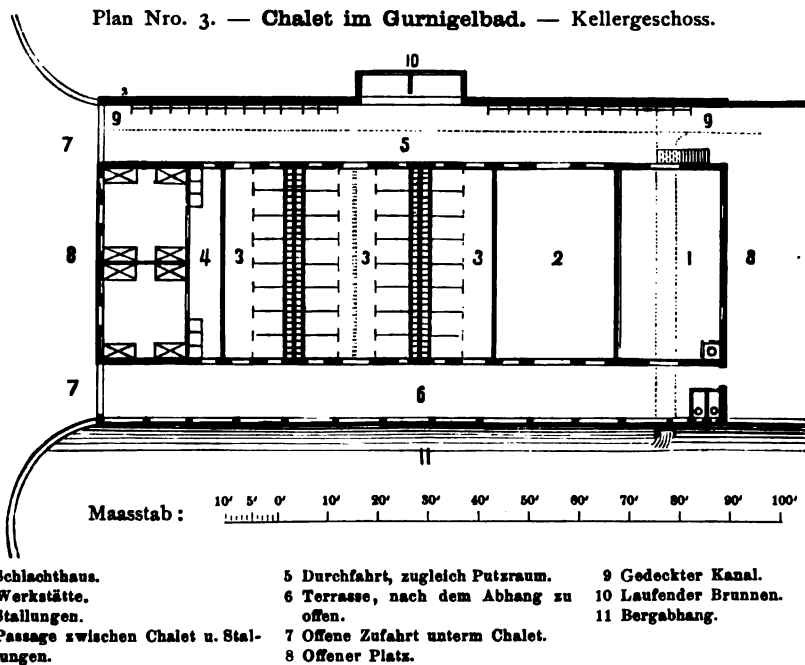 Plan Nro. 3. — Chalet im Gurnigelbad. — Kellergeschoss.
10
3
9 9
7 5
8 4 3 3 3 2 1 8
7 6
11
Maasstab : 10′ 5′ 0′ 10′ 20′ 30′ 40′ 50′ 60′ 70′ 80′ 90′ 100′
Schlachthaus.
Werkstätte.
Stallungen.
Passage zwischen Chalet u. Stal-
lungen.
5 Durchfahrt, zugleich Putzraum.
6 Terrasse, nach dem Abhang zu
offen.
7 Offene Zufahrt unterm Chalet.
8 Offener Platz.
9 Gedeckter Kanal.
10 Laufender Brunnen.
11 Bergabhang.